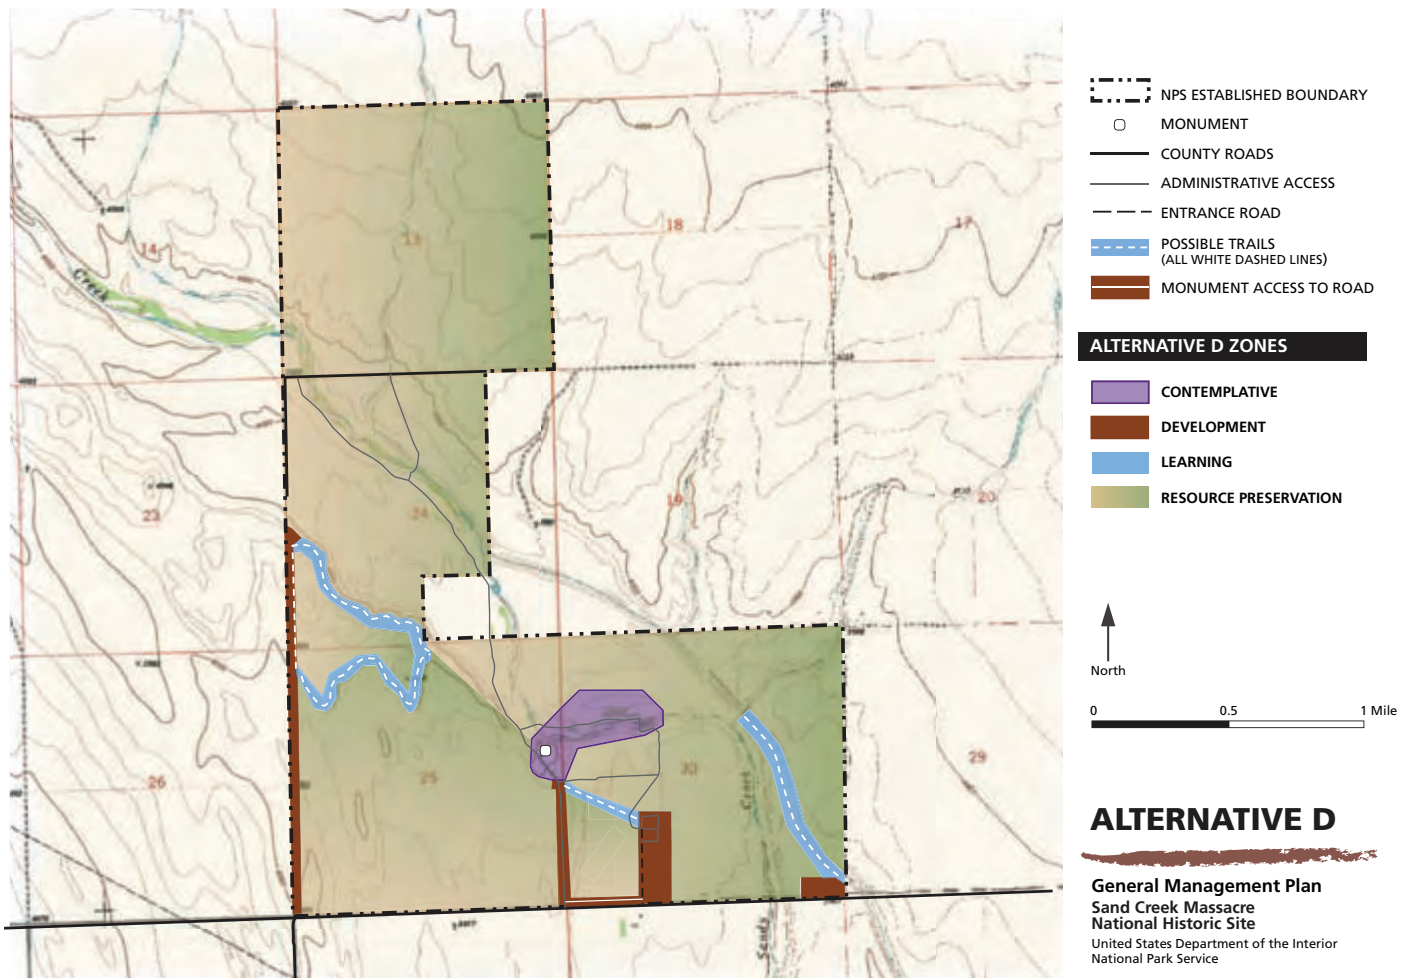 NPS ESTABLISHED BOUNDARY
MONUMENT
COUNTY ROADS
ADMINISTRATIVE ACCESS
ENTRANCE ROAD
POSSIBLE TRAILS
(ALL WHITE DASHED LINES)
MONUMENT ACCESS TO ROAD
ALTERNATIVE D ZONES
CONTEMPLATIVE
DEVELOPMENT
LEARNING
RESOURCE PRESERVATION
North
0 0.5 1 Mile
ALTERNATIVE D
General Management Plan
Sand Creek Massacre
National Historic Site
United States Department of the Interior
National Park Service
13
14
17
18
Creek
19
20
23
24
25
26
29
30
Creek
Sandy